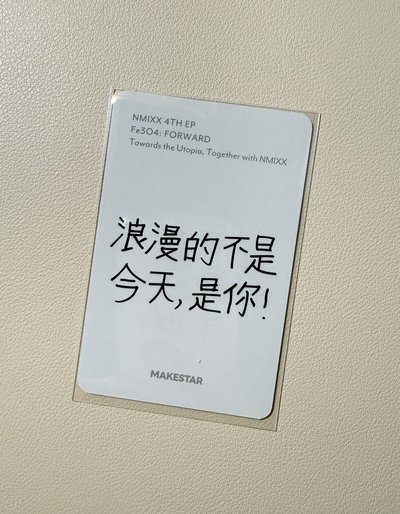 NMIXX 4TH EP
Fe3O4: FORWARD
Towards the Utopia, Together with NMIXX
浪漫的不是
今天,是你!
MAKESTAR